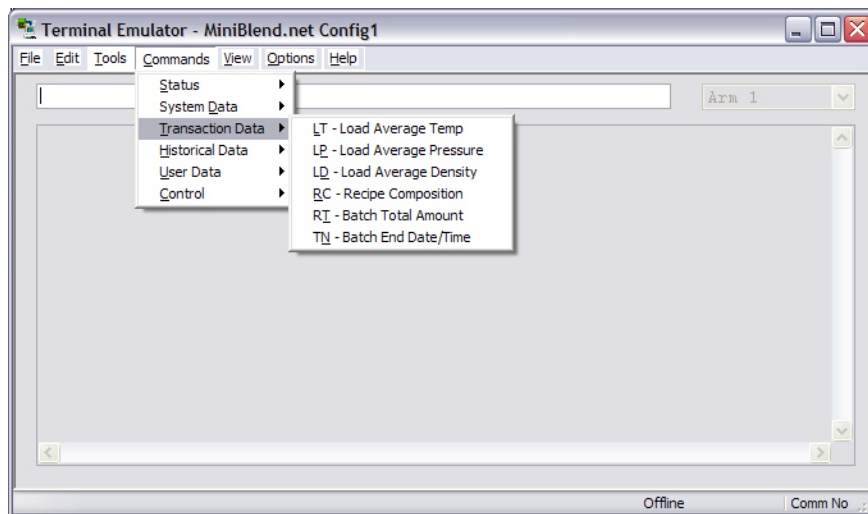 Terminal Emulator - MiniBlend.net Config1
File Edit Tools Commands View Options Help
Arm 1
Status
System Data
Transaction Data
Historical Data
User Data
Control
LT - Load Average Temp
LP - Load Average Pressure
LD - Load Average Density
RC - Recipe Composition
RT - Batch Total Amount
TN - Batch End Date/Time
Offline Comm No